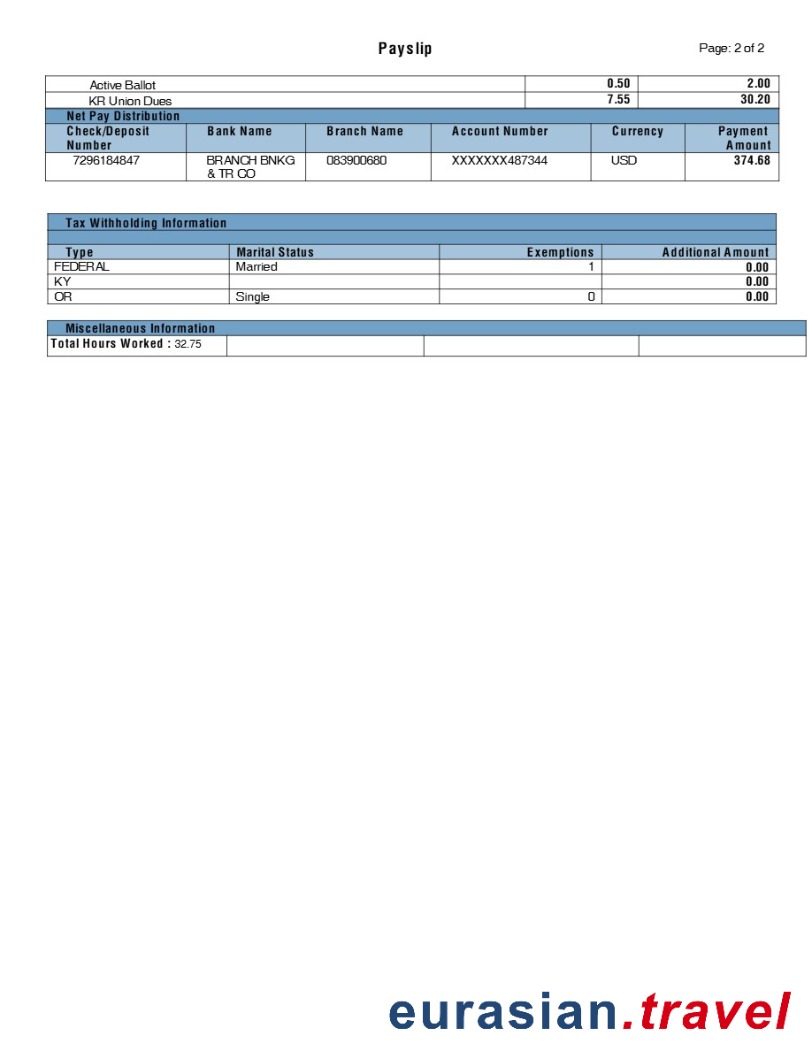 Payslip
Page: 2 of 2
Active Ballot 0.50 2.00
KR Union Dues 7.55 30.20
Net Pay Distribution
Check/Deposit Number Bank Name Branch Name Account Number Currency Payment Amount
7296184847 BRANCH BNKG & TR CO 083900680 XXXXXXX487344 USD 374.68
Tax Withholding Information
Type Marital Status Exemptions Additional Amount
FEDERAL Married 1 0.00
KY 0.00
OR Single 0 0.00
Miscellaneous Information
Total Hours Worked : 32.75
eurasian.travel